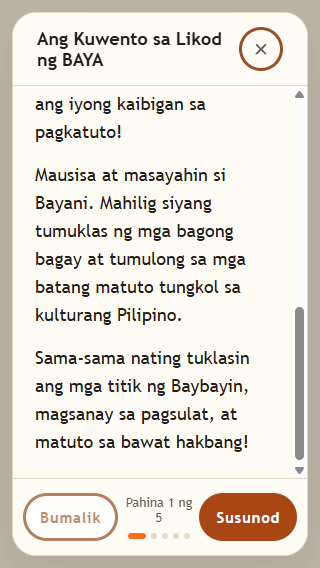 Ang Kuwento sa Likod
ng BAYA
ang iyong kaibigan sa
pagkatuto!
Mausisa at masayahin si
Bayani. Mahilig siyang
tumuklas ng mga bagong
bagay at tumulong sa mga
batang matuto tungkol sa
kulturang Pilipino.
Sama-sama nating tuklasin
ang mga titik ng Baybayin,
magsanay sa pagsulat, at
matuto sa bawat hakbang!
Bumalik
Pahina 1 ng
5
Susunod